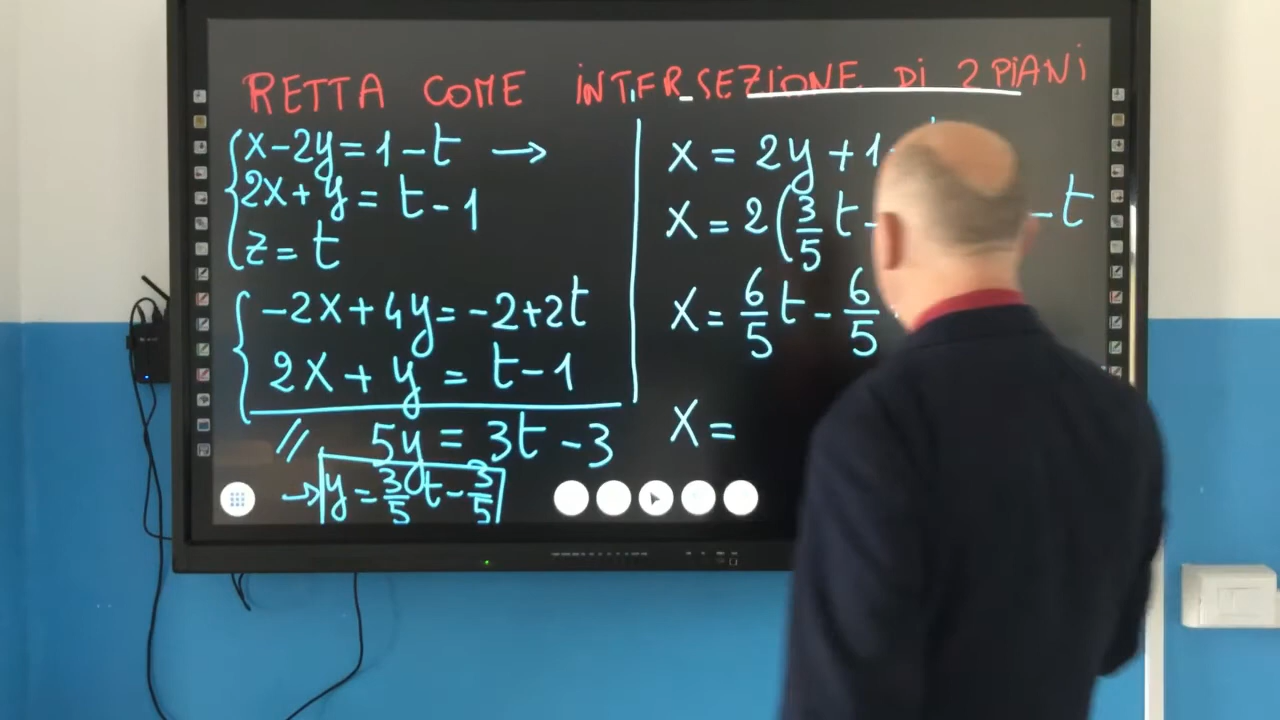 RETTA COME INTERSEZIONE DI 2 PIANI
x-2y=1-t →
2x+y=t-1
z=t
-2x+4y=-2+2t
2x+y=t-1
// 5y=3t-3
→ y=3/5t-3/5
x=2y+1-
x=2(3/5t- -t
x=6/5t-6/5
x=